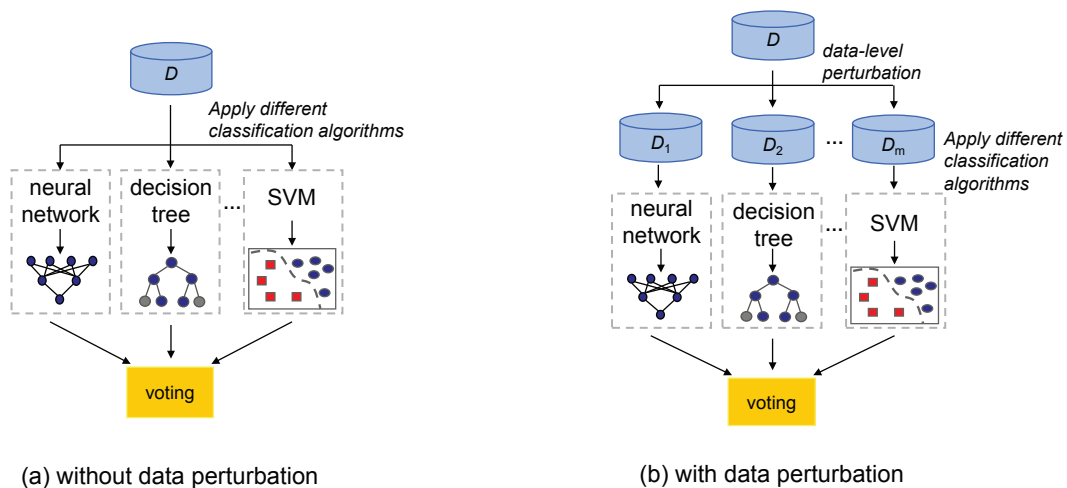 D
Apply different
classification algorithms
neural
network
decision
tree
...
SVM
voting
(a) without data perturbation
D
data-level
perturbation
D1
D2
...
Dm
Apply different
classification
algorithms
neural
network
decision
tree
...
SVM
voting
(b) with data perturbation